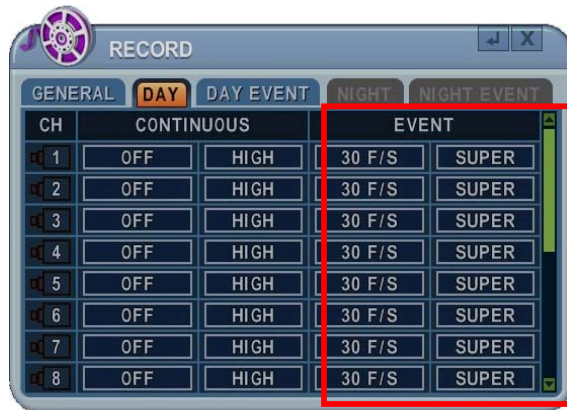 RECORD X
GENERAL DAY DAY EVENT NIGHT NIGHT EVENT
CH CONTINUOUS EVENT
1 OFF HIGH 30 F/S SUPER
2 OFF HIGH 30 F/S SUPER
3 OFF HIGH 30 F/S SUPER
4 OFF HIGH 30 F/S SUPER
5 OFF HIGH 30 F/S SUPER
6 OFF HIGH 30 F/S SUPER
7 OFF HIGH 30 F/S SUPER
8 OFF HIGH 30 F/S SUPER